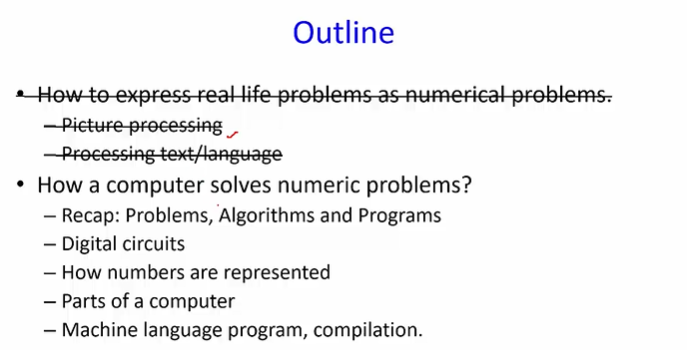 Outline
• How to express real life problems as numerical problems.
– Picture processing
– Processing text/language
• How a computer solves numeric problems?
– Recap: Problems, Algorithms and Programs
– Digital circuits
– How numbers are represented
– Parts of a computer
– Machine language program, compilation.